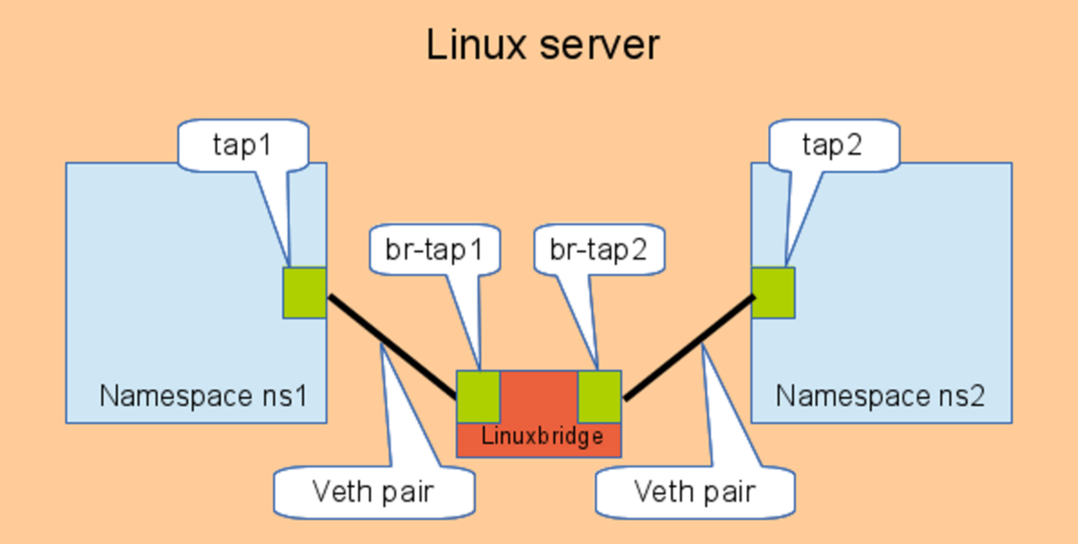 Linux server
tap1
tap2
br-tap1
br-tap2
Namespace ns1
Namespace ns2
Linuxbridge
Veth pair
Veth pair